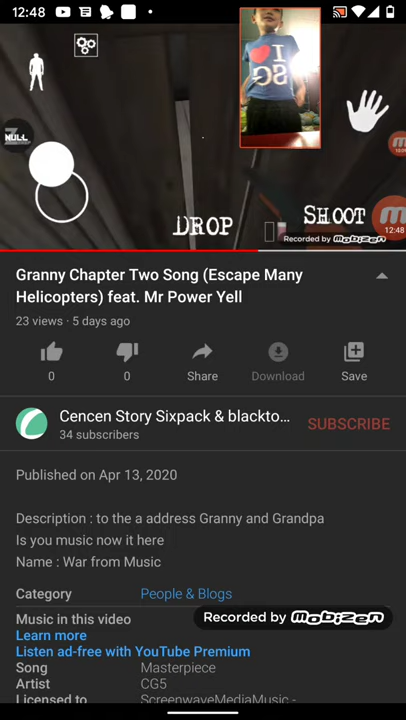 12:48
I
SG
NULL
12:48
DROP
SHOOT
Recorded by mobizen
Granny Chapter Two Song (Escape Many
Helicopters) feat. Mr Power Yell
23 views · 5 days ago
0
0
Share
Download
Save
Cencen Story Sixpack & blackto...
SUBSCRIBE
34 subscribers
Published on Apr 13, 2020
Description : to the a address Granny and Grandpa
Is you music now it here
Name : War from Music
Category People & Blogs
Recorded by mobizen
Music in this video
Learn more
Listen ad-free with YouTube Premium
Song Masterpiece
Artist CG5
Licensed to ScreenwaveMediaMusic -